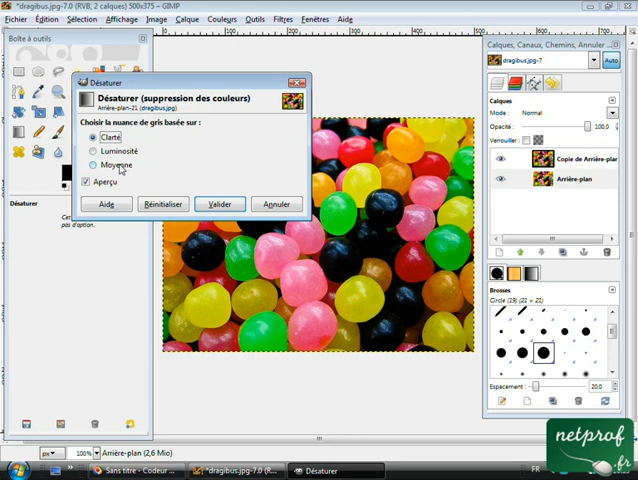 *dragibus.jpg-7.0 (RVB, 2 calques) 500x375 – GIMP
Fichier Édition Sélection Affichage Image Calque Couleurs Outils Filtres Fenêtres Aide
Boîte à outils
Désaturer
Désaturer (suppression des couleurs)
Arrière-plan-21 (dragibus.jpg)
Choisir la nuance de gris basée sur :
Clarté
Luminosité
Moyenne
Aperçu
Aide Réinitialiser Valider Annuler
Désaturer
pas d'option.
Calques, Canaux, Chemins, Annuler ...
dragibus.jpg-7 Auto
Calques
Mode : Normal
Opacité : 100,0
Verrouiller :
Copie de Arrière-plan
Arrière-plan
Brosses
Circle (19) (21 × 21)
Espacement : 20,0
px 100% Arrière-plan (2,6 Mio)
Sans titre - Codeur ... *dragibus.jpg-7.0 (R... Désaturer FR
netprof
.fr